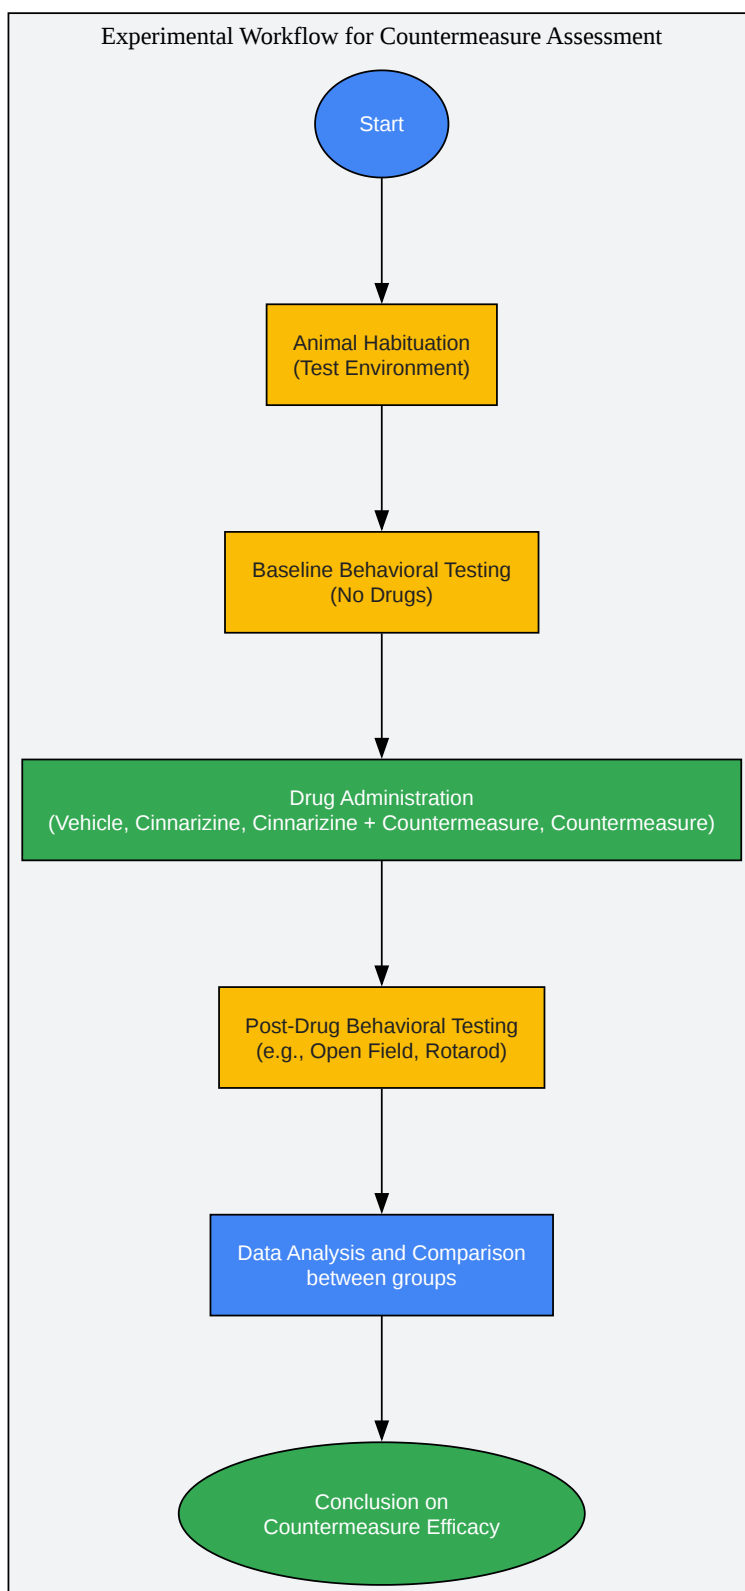 Experimental Workflow for Countermeasure Assessment
Start
Animal Habituation
(Test Environment)
Baseline Behavioral Testing
(No Drugs)
Drug Administration
(Vehicle, Cinnarizine, Cinnarizine + Countermeasure, Countermeasure)
Post-Drug Behavioral Testing
(e.g., Open Field, Rotarod)
Data Analysis and Comparison
between groups
Conclusion on
Countermeasure Efficacy